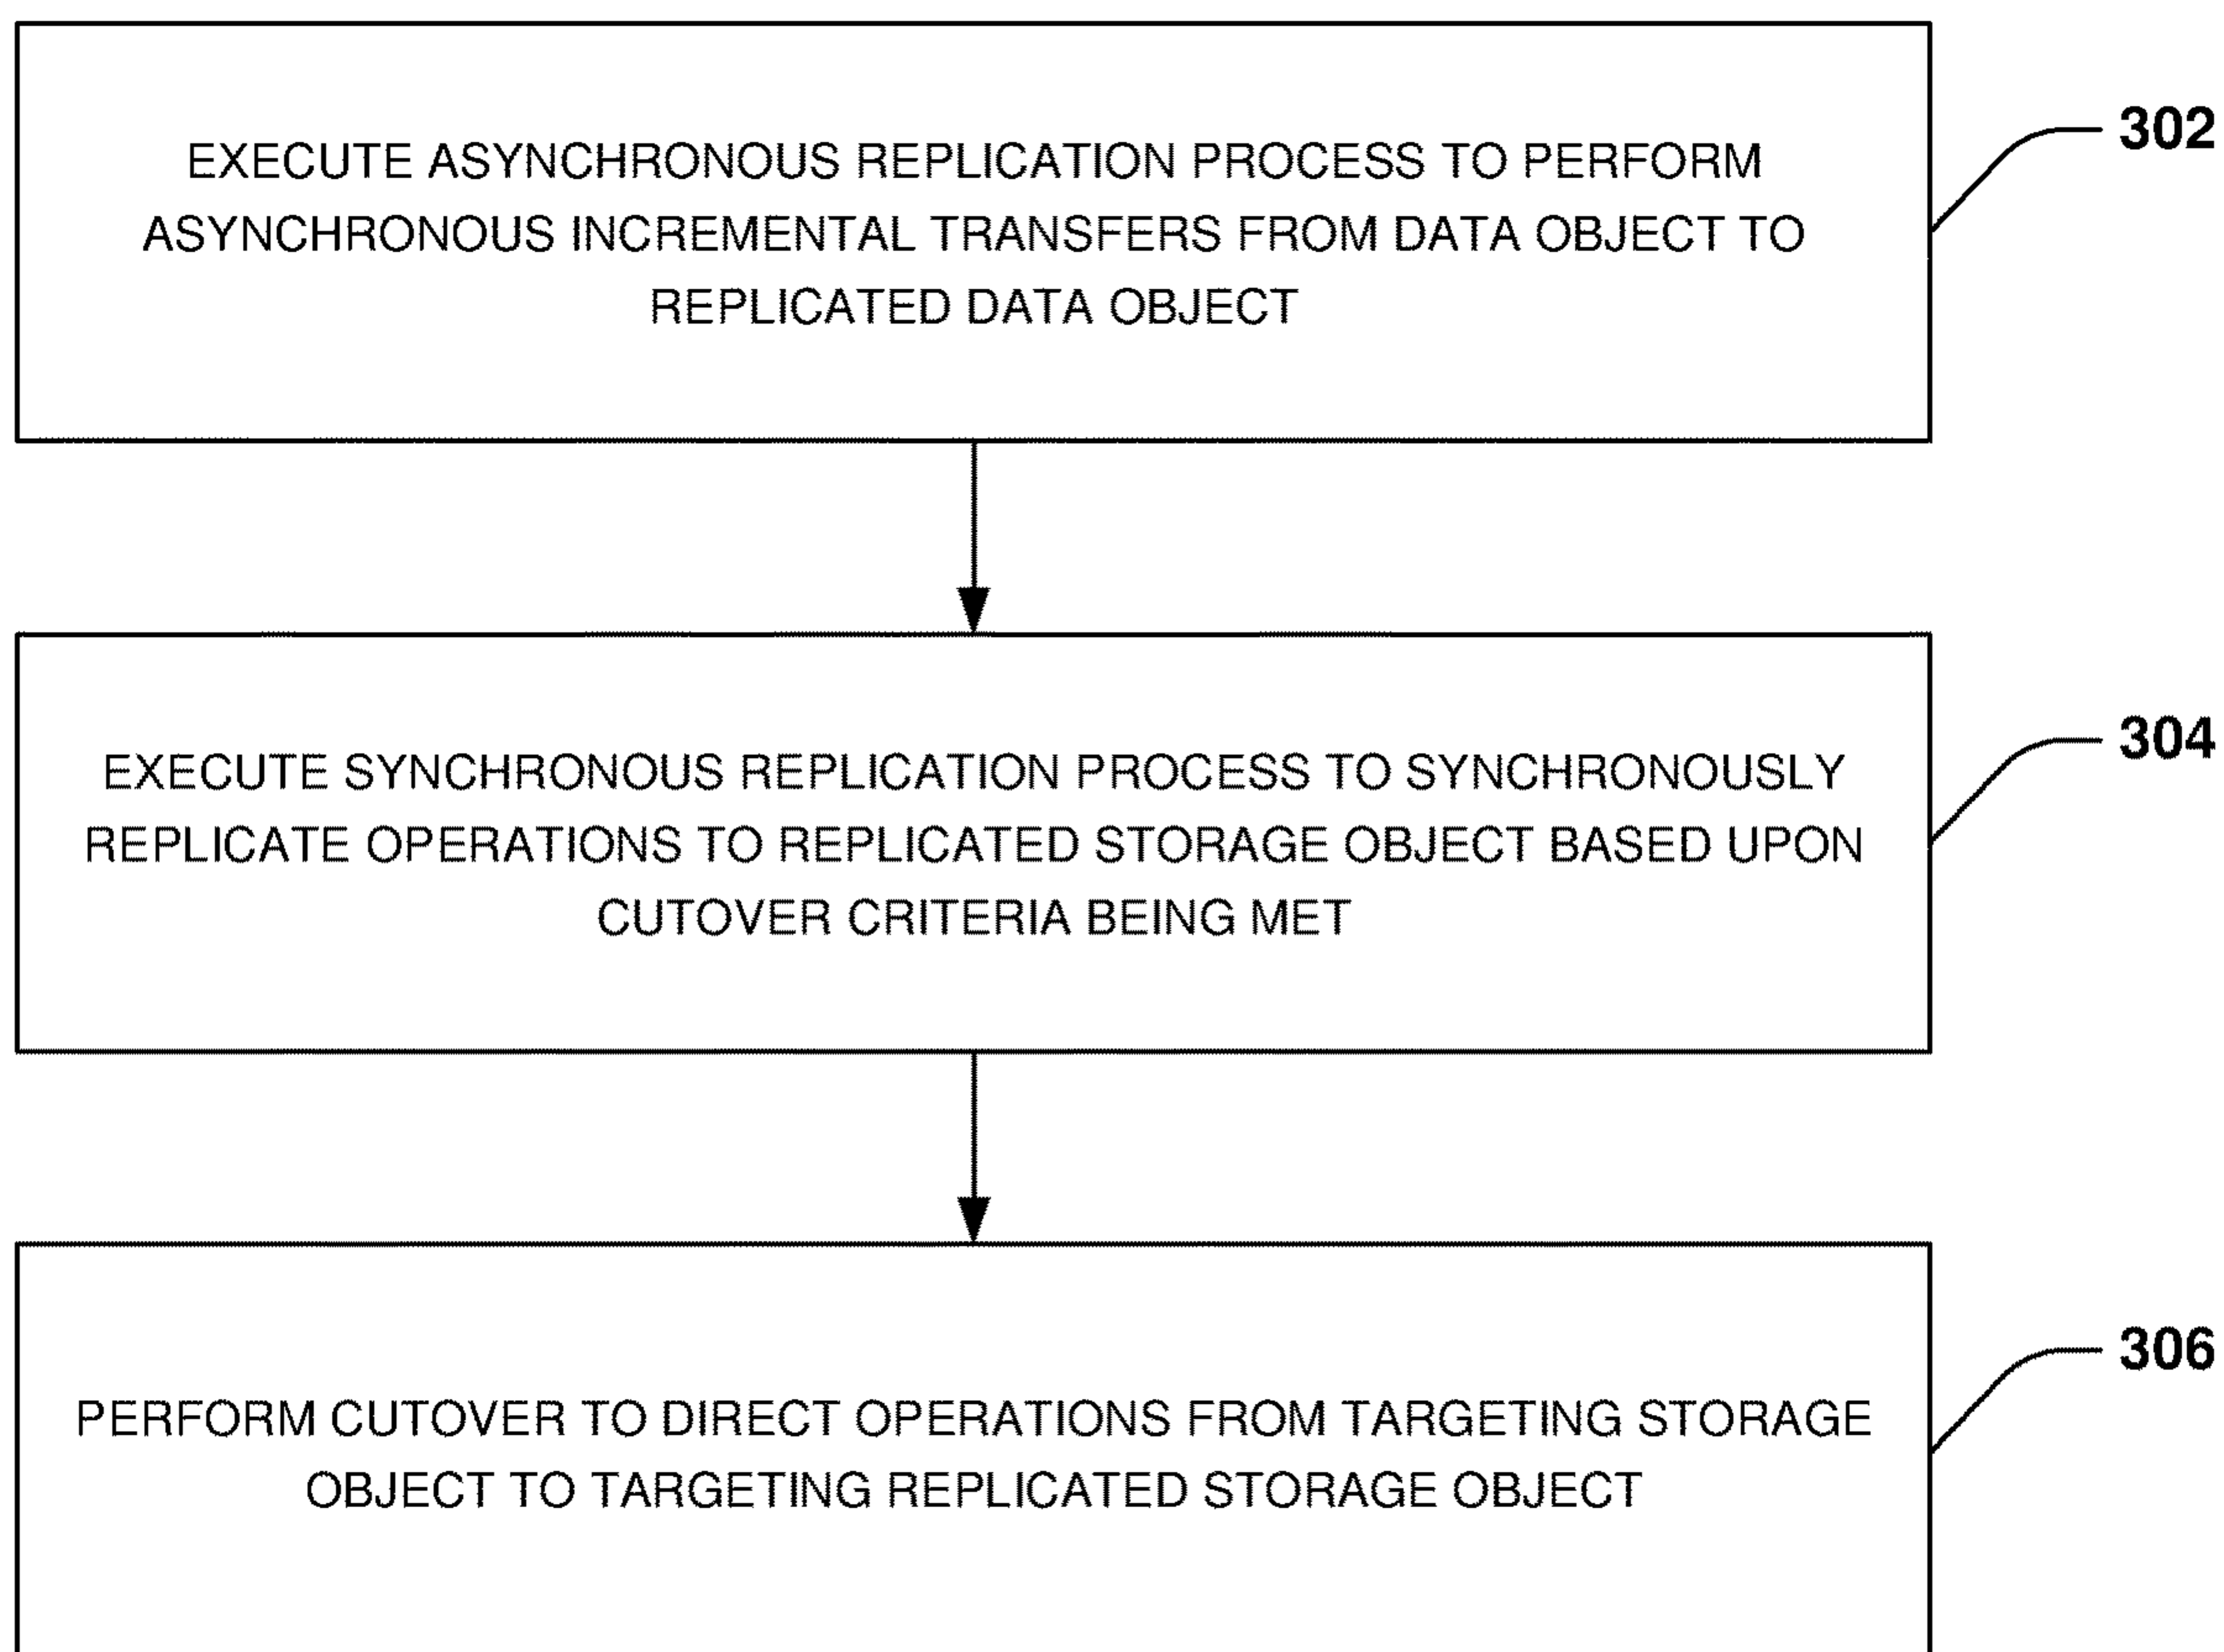 EXECUTE ASYNCHRONOUS REPLICATION PROCESS TO PERFORM
ASYNCHRONOUS INCREMENTAL TRANSFERS FROM DATA OBJECT TO
REPLICATED DATA OBJECT
302
EXECUTE SYNCHRONOUS REPLICATION PROCESS TO SYNCHRONOUSLY
REPLICATE OPERATIONS TO REPLICATED STORAGE OBJECT BASED UPON
CUTOVER CRITERIA BEING MET
304
PERFORM CUTOVER TO DIRECT OPERATIONS FROM TARGETING STORAGE
OBJECT TO TARGETING REPLICATED STORAGE OBJECT
306